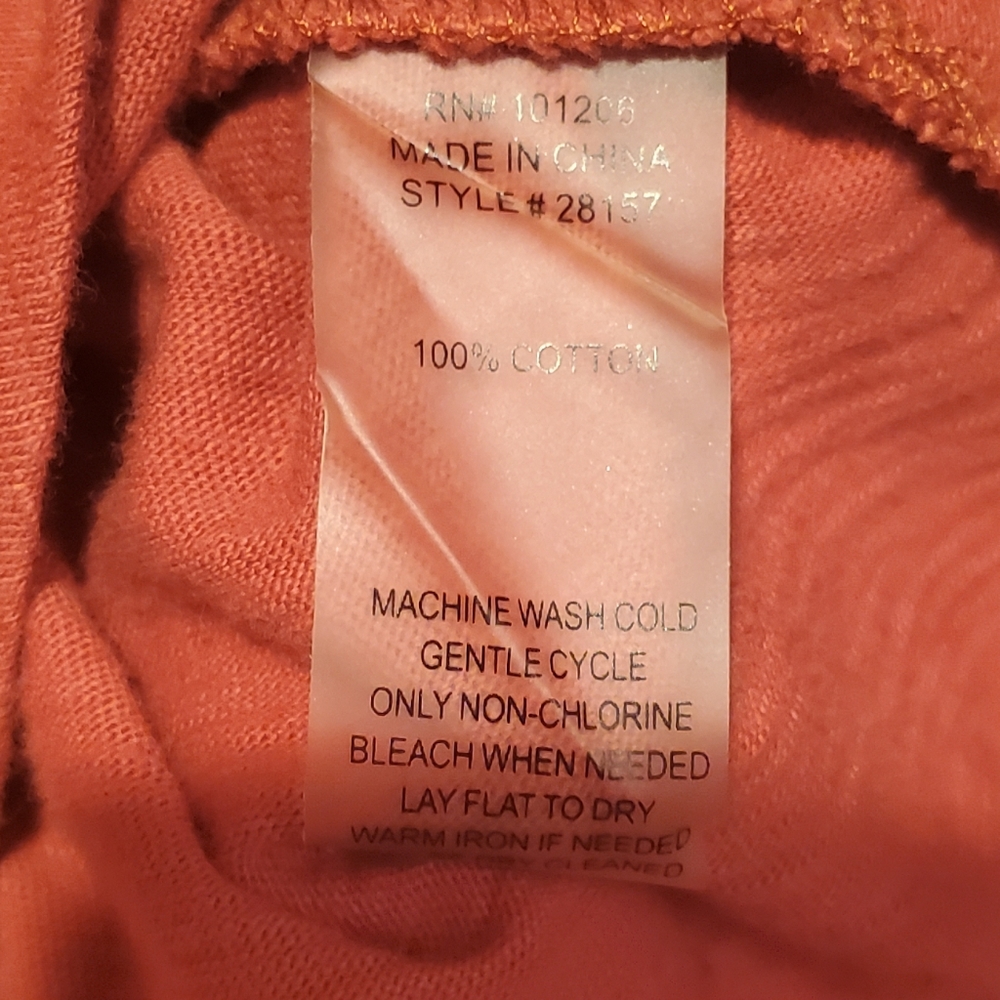 RN# 101206
MADE IN CHINA
STYLE # 28157
100% COTTON
MACHINE WASH COLD
GENTLE CYCLE
ONLY NON-CHLORINE
BLEACH WHEN NEEDED
LAY FLAT TO DRY
WARM IRON IF NEEDED
CLEANED